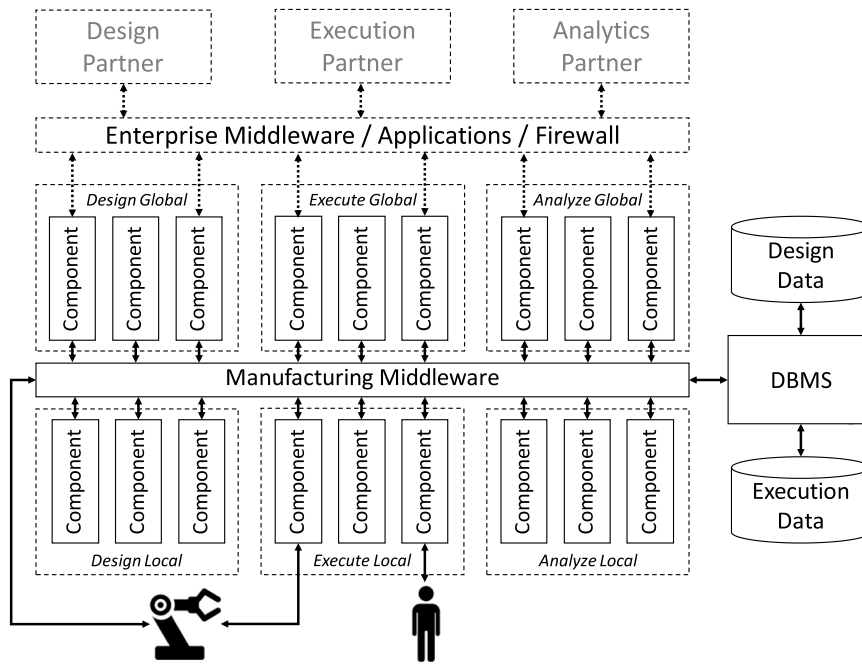 Design
Partner
Execution
Partner
Analytics
Partner
Enterprise Middleware / Applications / Firewall
Design Global
Execute Global
Analyze Global
Component
Component
Component
Component
Component
Component
Component
Component
Component
Design
Data
Manufacturing Middleware
DBMS
Component
Component
Component
Component
Component
Component
Component
Component
Component
Execution
Data
Design Local
Execute Local
Analyze Local